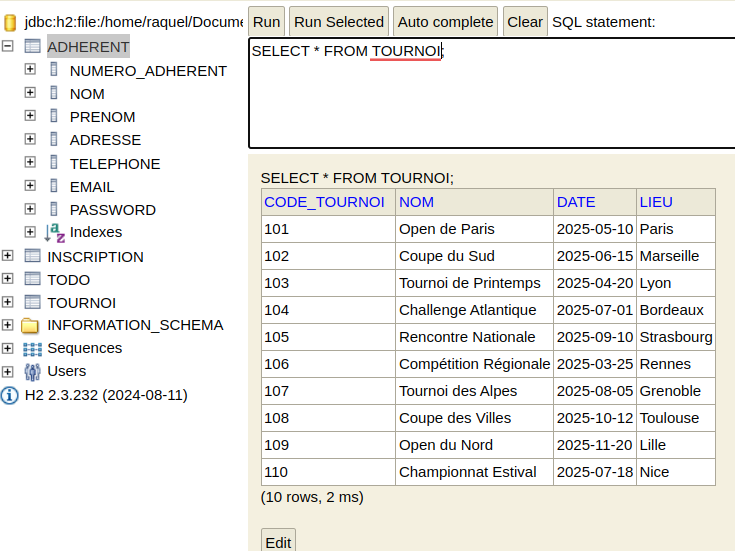 jdbc:h2:file:/home/raquel/Docume
ADHERENT
NUMERO_ADHERENT
NOM
PRENOM
ADRESSE
TELEPHONE
EMAIL
PASSWORD
Indexes
INSCRIPTION
TODO
TOURNOI
INFORMATION_SCHEMA
Sequences
Users
H2 2.3.232 (2024-08-11)
Run Run Selected Auto complete Clear SQL statement:
SELECT * FROM TOURNOI;
SELECT * FROM TOURNOI;
CODE_TOURNOI NOM DATE LIEU
101 Open de Paris 2025-05-10 Paris
102 Coupe du Sud 2025-06-15 Marseille
103 Tournoi de Printemps 2025-04-20 Lyon
104 Challenge Atlantique 2025-07-01 Bordeaux
105 Rencontre Nationale 2025-09-10 Strasbourg
106 Compétition Régionale 2025-03-25 Rennes
107 Tournoi des Alpes 2025-08-05 Grenoble
108 Coupe des Villes 2025-10-12 Toulouse
109 Open du Nord 2025-11-20 Lille
110 Championnat Estival 2025-07-18 Nice
(10 rows, 2 ms)
Edit